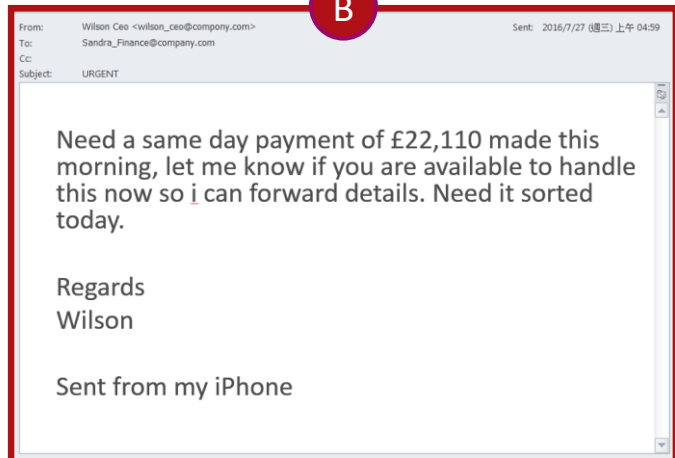 B
From: Wilson Ceo <wilson_ceo@compony.com> Sent: 2016/7/27 (週三) 上午 04:59
To: Sandra_Finance@company.com
Cc:
Subject: URGENT
Need a same day payment of £22,110 made this
morning, let me know if you are available to handle
this now so i can forward details. Need it sorted
today.
Regards
Wilson
Sent from my iPhone